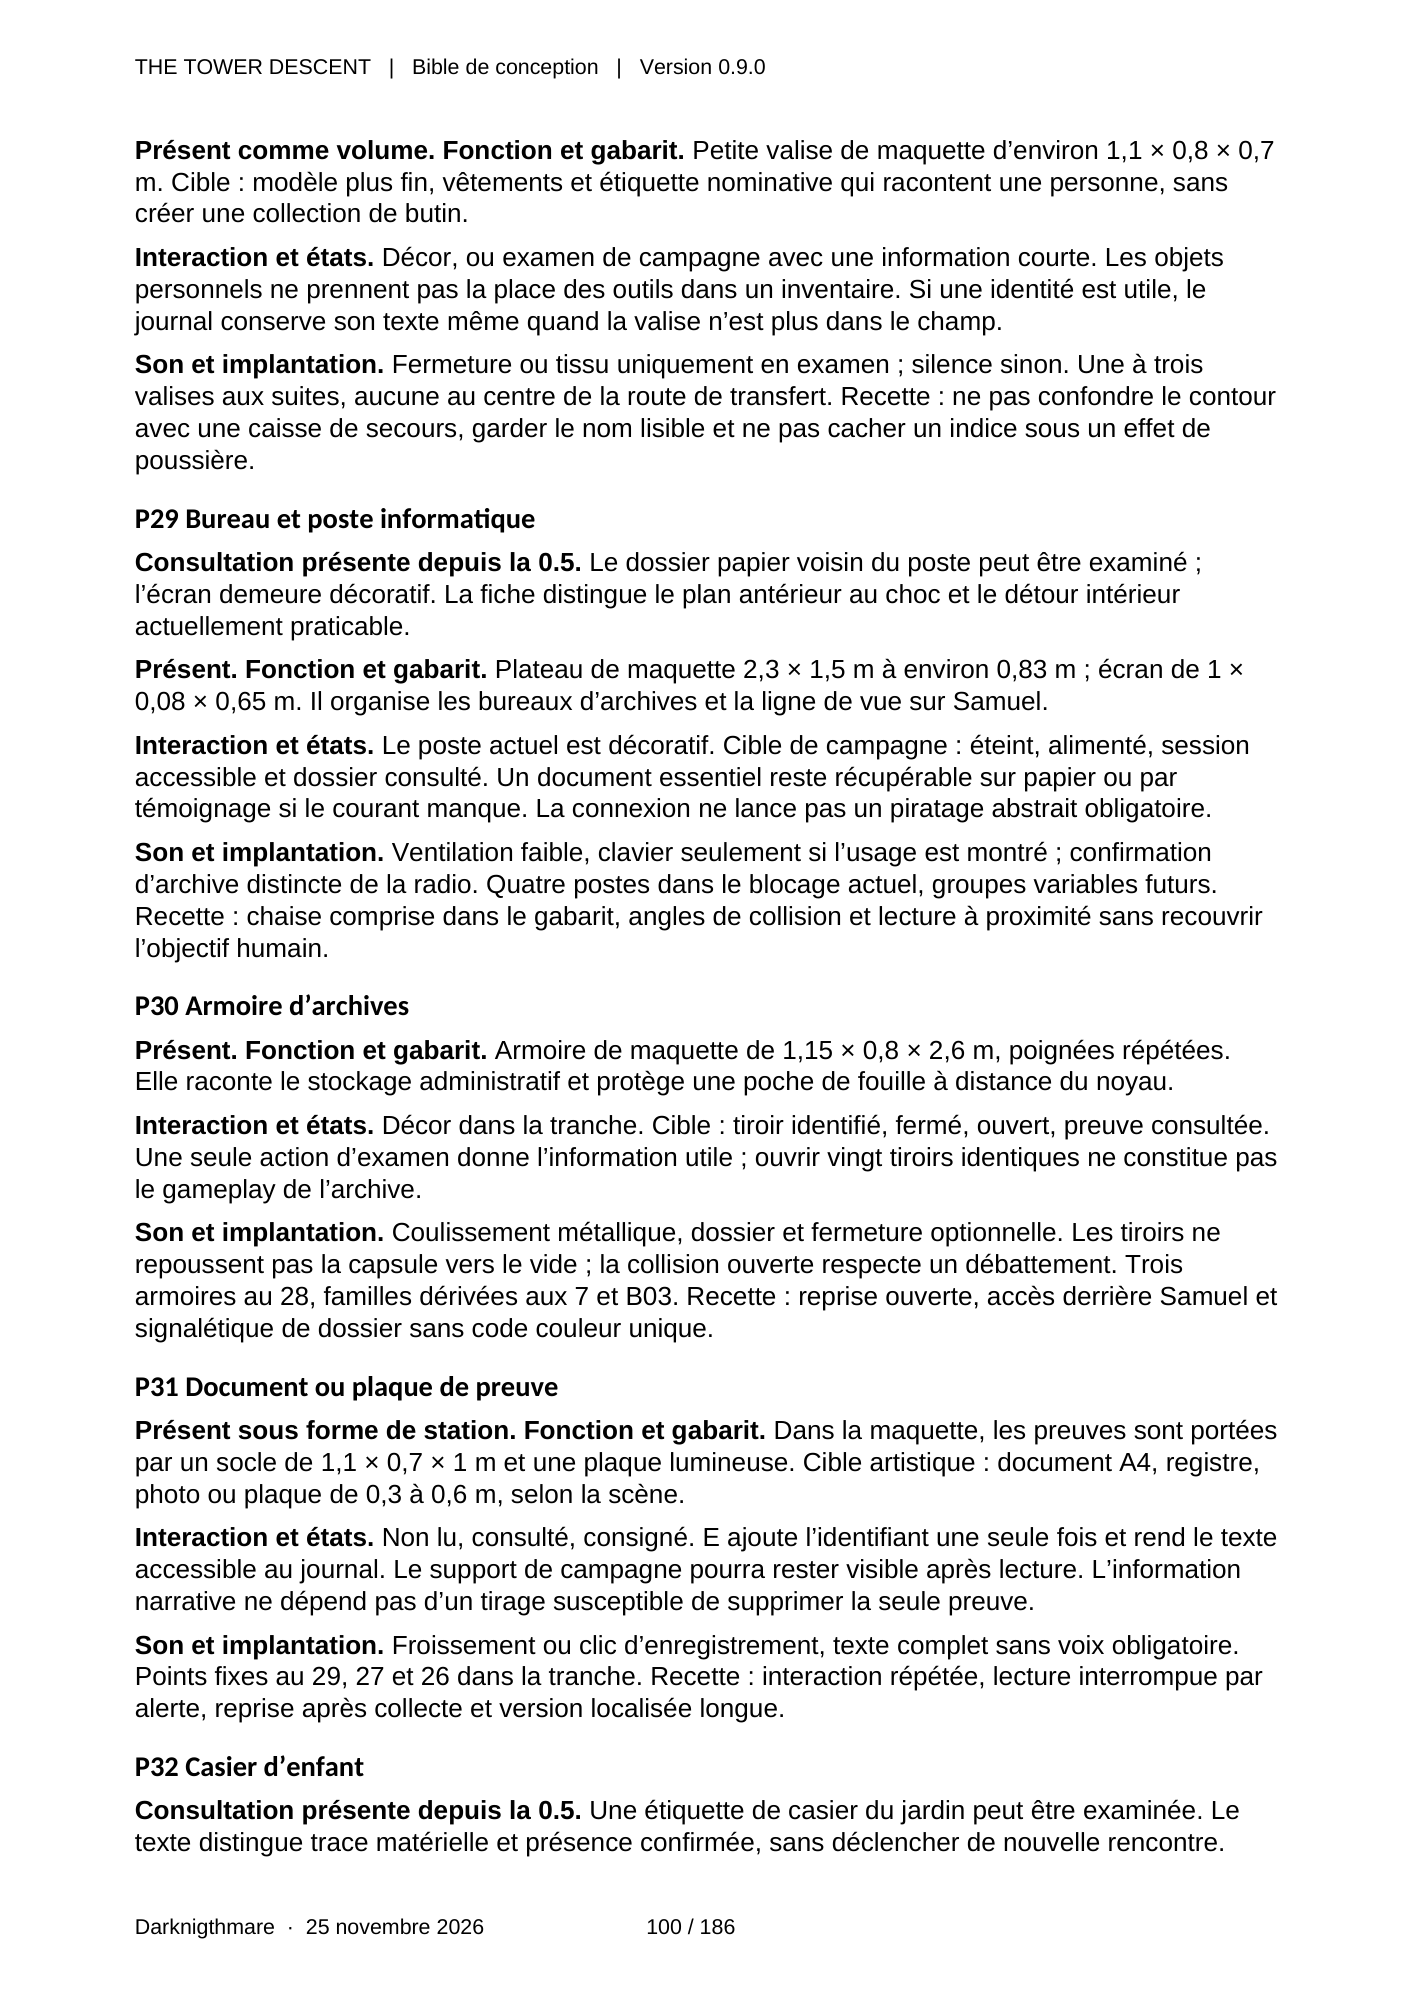 THE TOWER DESCENT | Bible de conception | Version 0.9.0
Présent comme volume. Fonction et gabarit. Petite valise de maquette d’environ 1,1 × 0,8 × 0,7
m. Cible : modèle plus fin, vêtements et étiquette nominative qui racontent une personne, sans
créer une collection de butin.
Interaction et états. Décor, ou examen de campagne avec une information courte. Les objets
personnels ne prennent pas la place des outils dans un inventaire. Si une identité est utile, le
journal conserve son texte même quand la valise n’est plus dans le champ.
Son et implantation. Fermeture ou tissu uniquement en examen ; silence sinon. Une à trois
valises aux suites, aucune au centre de la route de transfert. Recette : ne pas confondre le contour
avec une caisse de secours, garder le nom lisible et ne pas cacher un indice sous un effet de
poussière.
P29 Bureau et poste informatique
Consultation présente depuis la 0.5. Le dossier papier voisin du poste peut être examiné ;
l’écran demeure décoratif. La fiche distingue le plan antérieur au choc et le détour intérieur
actuellement praticable.
Présent. Fonction et gabarit. Plateau de maquette 2,3 × 1,5 m à environ 0,83 m ; écran de 1 ×
0,08 × 0,65 m. Il organise les bureaux d’archives et la ligne de vue sur Samuel.
Interaction et états. Le poste actuel est décoratif. Cible de campagne : éteint, alimenté, session
accessible et dossier consulté. Un document essentiel reste récupérable sur papier ou par
témoignage si le courant manque. La connexion ne lance pas un piratage abstrait obligatoire.
Son et implantation. Ventilation faible, clavier seulement si l’usage est montré ; confirmation
d’archive distincte de la radio. Quatre postes dans le blocage actuel, groupes variables futurs.
Recette : chaise comprise dans le gabarit, angles de collision et lecture à proximité sans recouvrir
l’objectif humain.
P30 Armoire d’archives
Présent. Fonction et gabarit. Armoire de maquette de 1,15 × 0,8 × 2,6 m, poignées répétées.
Elle raconte le stockage administratif et protège une poche de fouille à distance du noyau.
Interaction et états. Décor dans la tranche. Cible : tiroir identifié, fermé, ouvert, preuve consultée.
Une seule action d’examen donne l’information utile ; ouvrir vingt tiroirs identiques ne constitue pas
le gameplay de l’archive.
Son et implantation. Coulissement métallique, dossier et fermeture optionnelle. Les tiroirs ne
repoussent pas la capsule vers le vide ; la collision ouverte respecte un débattement. Trois
armoires au 28, familles dérivées aux 7 et B03. Recette : reprise ouverte, accès derrière Samuel et
signalétique de dossier sans code couleur unique.
P31 Document ou plaque de preuve
Présent sous forme de station. Fonction et gabarit. Dans la maquette, les preuves sont portées
par un socle de 1,1 × 0,7 × 1 m et une plaque lumineuse. Cible artistique : document A4, registre,
photo ou plaque de 0,3 à 0,6 m, selon la scène.
Interaction et états. Non lu, consulté, consigné. E ajoute l’identifiant une seule fois et rend le texte
accessible au journal. Le support de campagne pourra rester visible après lecture. L’information
narrative ne dépend pas d’un tirage susceptible de supprimer la seule preuve.
Son et implantation. Froissement ou clic d’enregistrement, texte complet sans voix obligatoire.
Points fixes au 29, 27 et 26 dans la tranche. Recette : interaction répétée, lecture interrompue par
alerte, reprise après collecte et version localisée longue.
P32 Casier d’enfant
Consultation présente depuis la 0.5. Une étiquette de casier du jardin peut être examinée. Le
texte distingue trace matérielle et présence confirmée, sans déclencher de nouvelle rencontre.
Darknigthmare · 25 novembre 2026 100 / 186